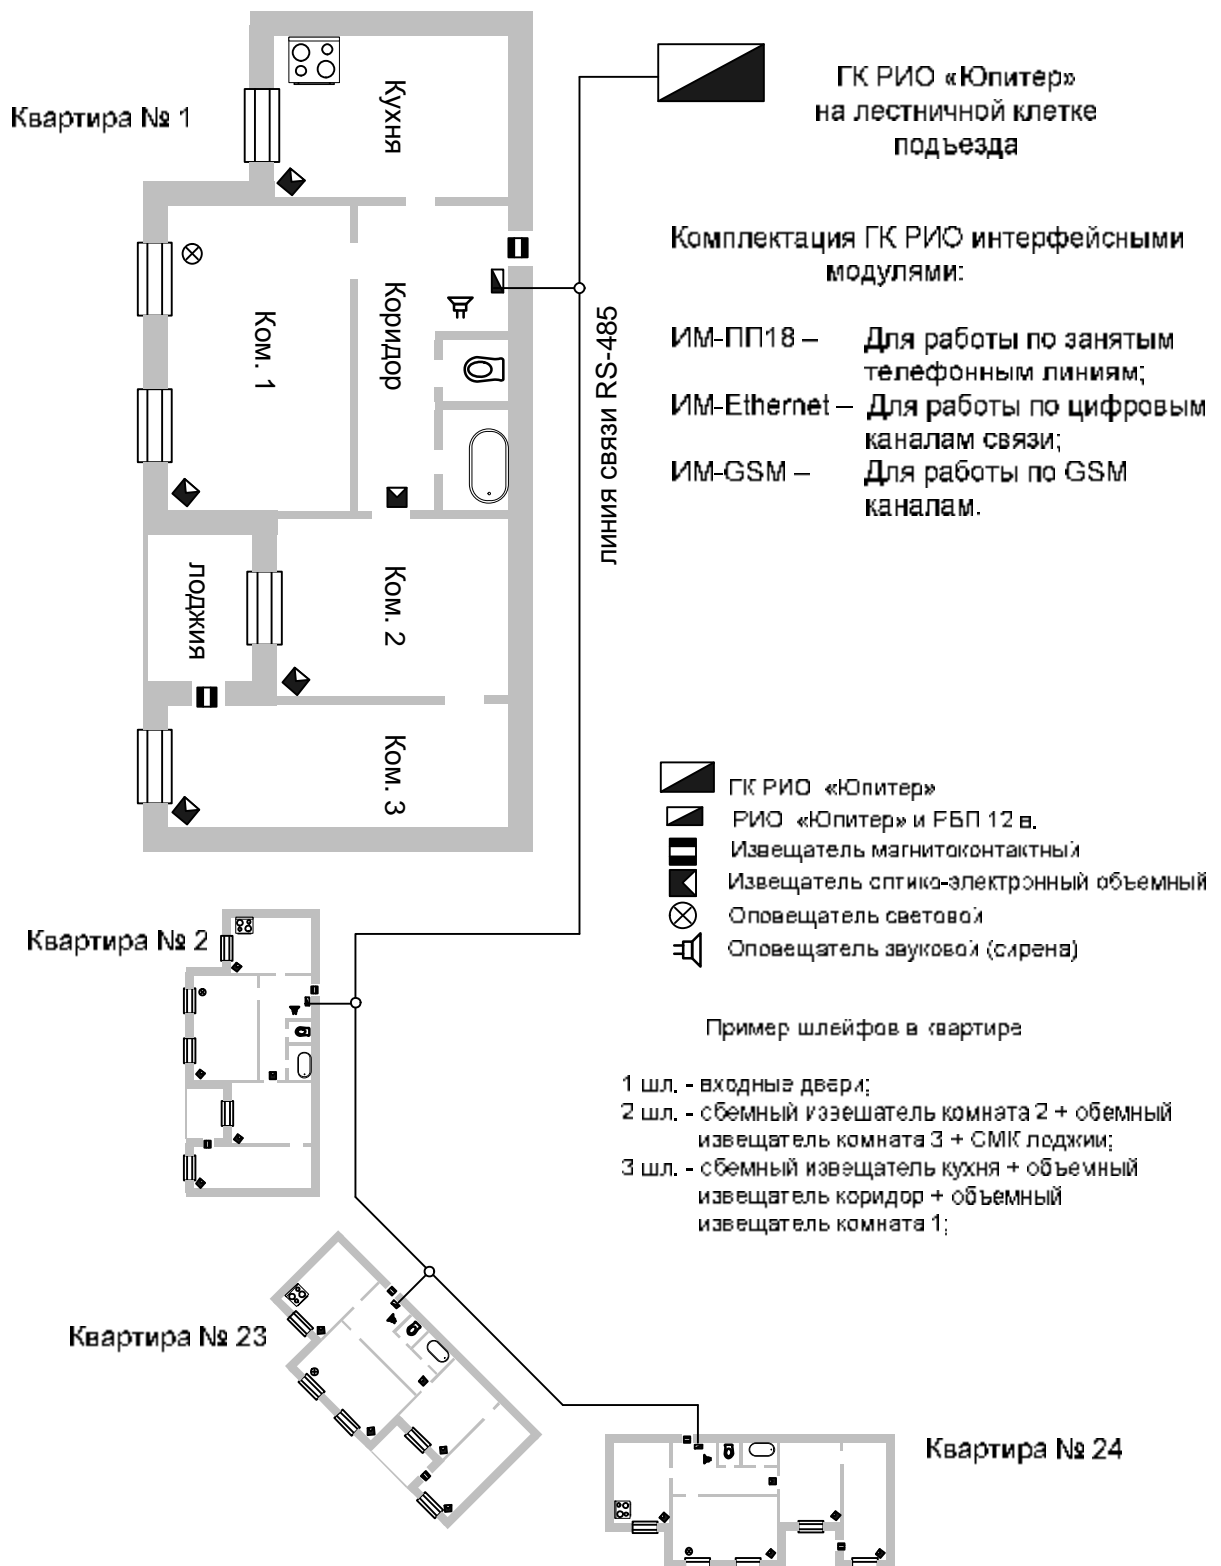 Квартира № 1
Кухня
Ком. 1
Коридор
лоджия
Ком. 2
Ком. 3
линия связи RS-485
ГК РИО «Юпитер»
на лестничной клетке
подъезда
Комплектация ГК РИО интерфейсными
модулями:
ИМ-ПП18 – Для работы по занятым
телефонным линиям;
ИМ-Ethernet – Для работы по цифровым
каналам связи;
ИМ-GSM – Для работы по GSM
каналам.
ГК РИО «Юпитер»
РИО «Юпитер» и РБП 12 в.
Извещатель магнитоконтактный
Извещатель оптико-электронный объемный
Оповещатель световой
Оповещатель звуковой (сирена)
Квартира № 2
Пример шлейфов в квартире
1 шл. - входные двери;
2 шл. - обемный извещатель комната 2 + обемный
извещатель комната 3 + СМК лоджии;
3 шл. - обемный извещатель кухня + объемный
извещатель коридор + объемный
извещатель комната 1;
Квартира № 23
Квартира № 24